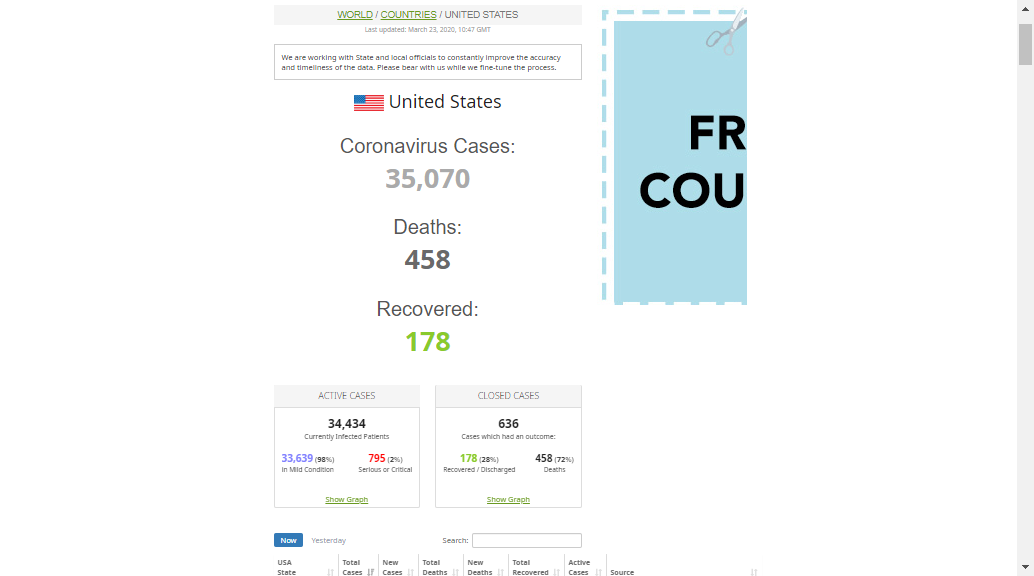 WORLD / COUNTRIES / UNITED STATES
Last updated: March 23, 2020, 10:47 GMT
We are working with State and local officials to constantly improve the accuracy
and timeliness of the data. Please bear with us while we fine-tune the process.
United States
Coronavirus Cases:
35,070
Deaths:
458
Recovered:
178
FR
COU
ACTIVE CASES
34,434
Currently Infected Patients
33,639 (98%)
in Mild Condition
795 (2%)
Serious or Critical
Show Graph
CLOSED CASES
636
Cases which had an outcome:
178 (28%)
Recovered / Discharged
458 (72%)
Deaths
Show Graph
Now Yesterday Search:
USA
State
Total
Cases
New
Cases
Total
Deaths
New
Deaths
Total
Recovered
Active
Cases
Source